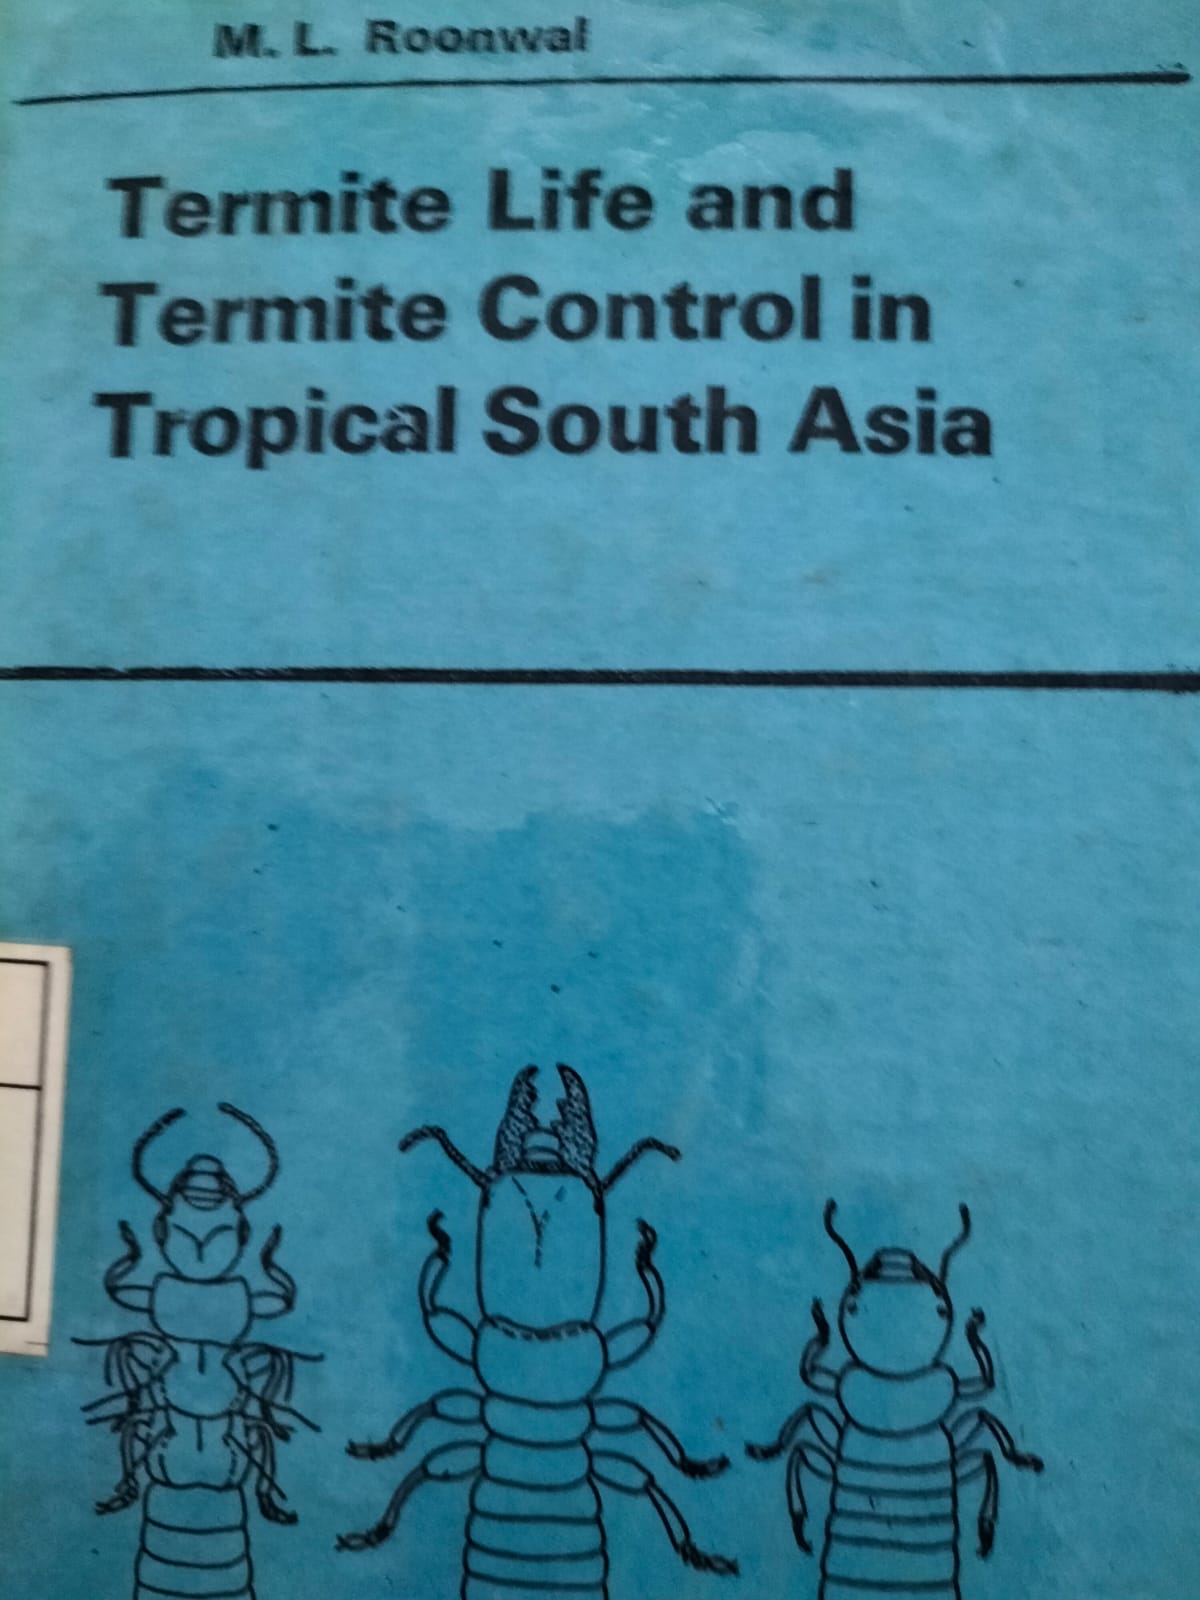 M. L. Roonwal
Termite Life and
Termite Control in
Tropical South Asia